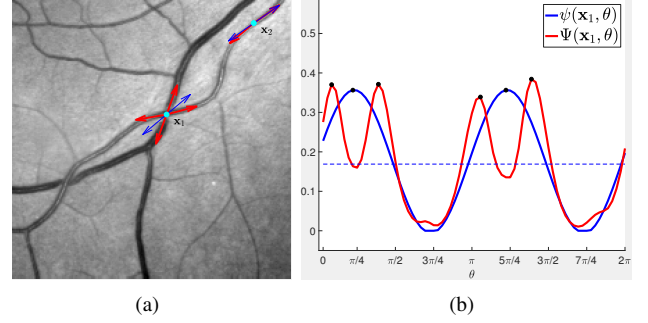 x₂
x₁
ψ(x₁, θ)
Ψ(x₁, θ)
0.5
0.4
0.3
0.2
0.1
0
0 π/4 π/2 3π/4 π 5π/4 3π/2 7π/4 2π
θ
(a) (b)